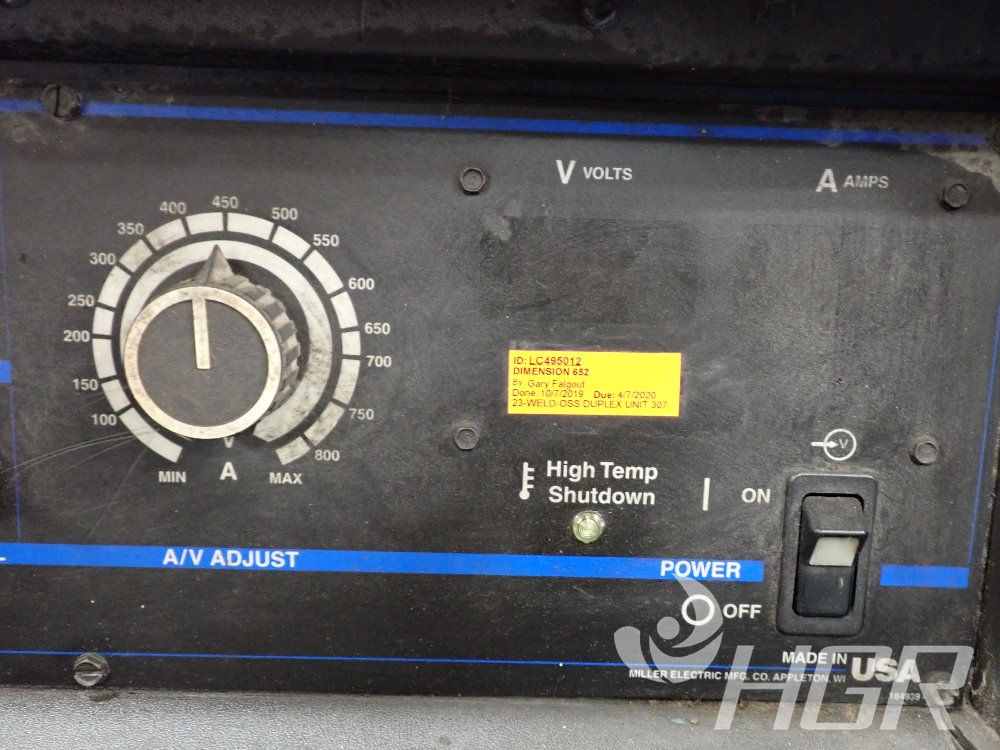 V VOLTS
A AMPS
450
400
500
350
550
300
600
250
650
200
700
150
750
100
800
MIN
V
A
MAX
ID: LC495012
DIMENSION 652
By: Gary Falgout
Done: 10/7/2019 Due: 4/7/2020
23-WELD-OSS DUPLEX UNIT 307
V
High Temp
Shutdown
ON
A/V ADJUST
POWER
OFF
MADE IN USA
MILLER ELECTRIC MFG. CO. APPLETON, WI
HGR